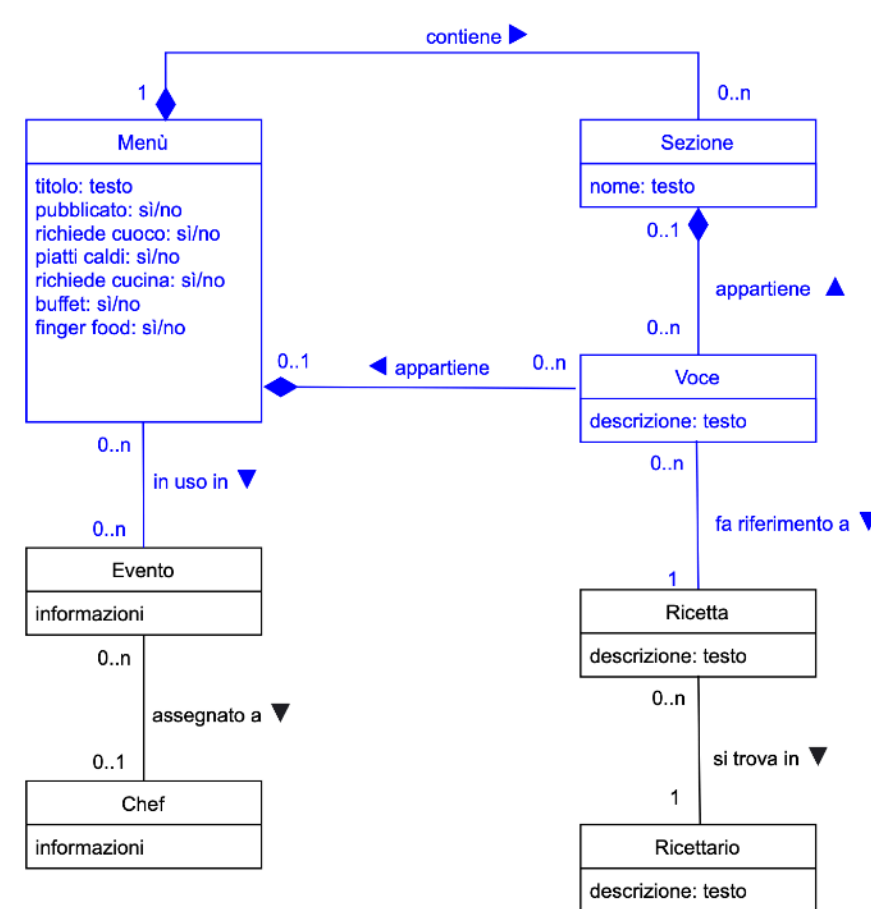 contiene ▶
1
0..n
Menù
titolo: testo
pubblicato: sì/no
richiede cuoco: sì/no
piatti caldi: sì/no
richiede cucina: sì/no
buffet: sì/no
finger food: sì/no
Sezione
nome: testo
0..1
appartiene ▲
0..n
0..1
◀ appartiene
0..n
Voce
descrizione: testo
0..n
in uso in ▼
0..n
0..n
fa riferimento a ▼
1
Evento
informazioni
Ricetta
descrizione: testo
0..n
assegnato a ▼
0..1
0..n
si trova in ▼
1
Chef
informazioni
Ricettario
descrizione: testo